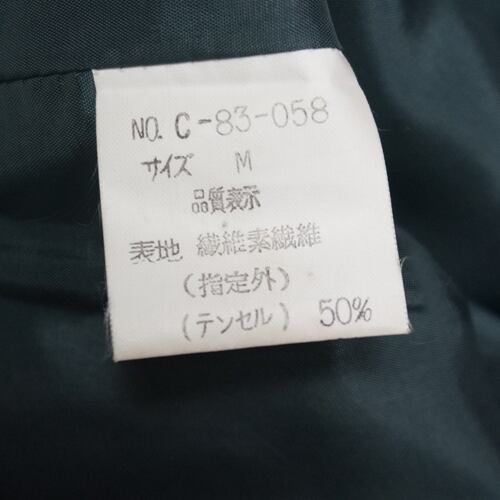 NO. C-83-058
サイズ M
品質表示
表地 繊維素繊維
(指定外)
(テンセル) 50%